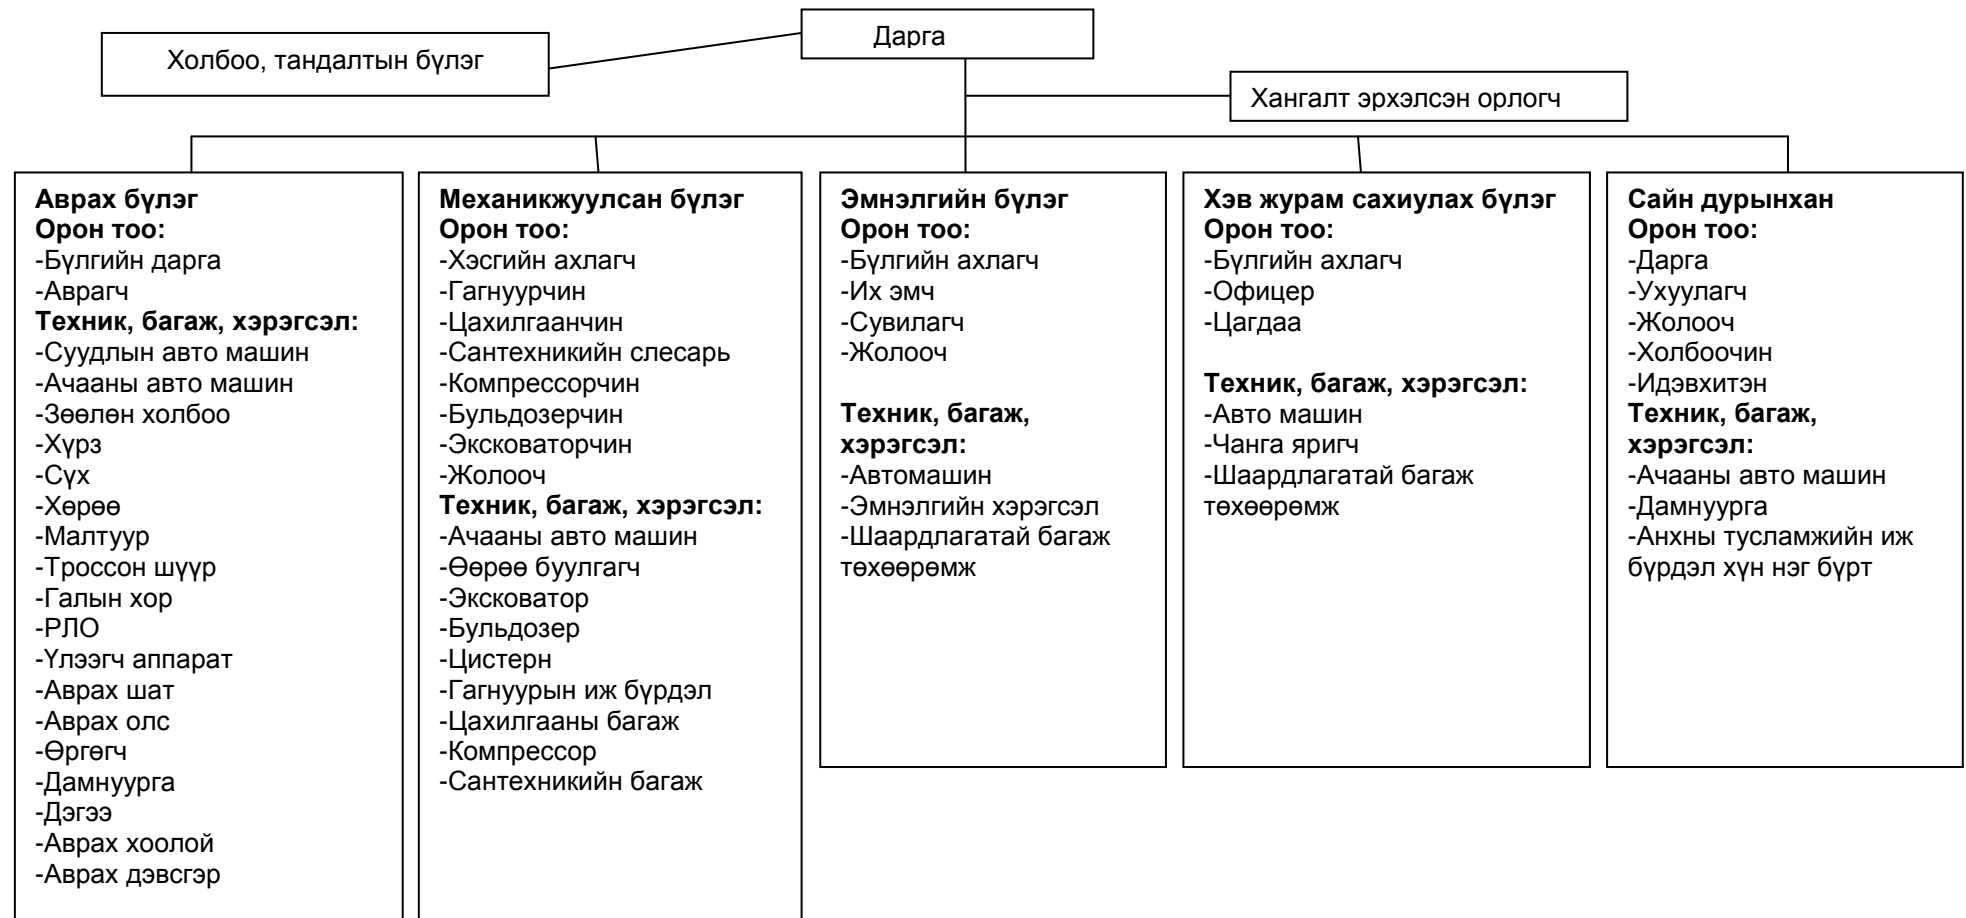 Дарга
Холбоо, тандалтын бүлэг
Хангалт эрхэлсэн орлогч
Аврах бүлэг
Орон тоо:
-Бүлгийн дарга
-Аврагч
Техник, багаж, хэрэгсэл:
-Суудлын авто машин
-Ачааны авто машин
-Зөөлөн холбоо
-Хүрз
-Сүх
-Хөрөө
-Малтуур
-Троссон шүүр
-Галын хор
-РЛО
-Үлээгч аппарат
-Аврах шат
-Аврах олс
-Өргөгч
-Дамнуурга
-Дэгээ
-Аврах хоолой
-Аврах дэвсгэр
Механикжуулсан бүлэг
Орон тоо:
-Хэсгийн ахлагч
-Гагнуурчин
-Цахилгаанчин
-Сантехникийн слесарь
-Компрессорчин
-Бульдозерчин
-Эксковаторчин
-Жолооч
Техник, багаж, хэрэгсэл:
-Ачааны авто машин
-Өөрөө буулгагч
-Эксковатор
-Бульдозер
-Цистерн
-Гагнуурын иж бүрдэл
-Цахилгааны багаж
-Компрессор
-Сантехникийн багаж
Эмнэлгийн бүлэг
Орон тоо:
-Бүлгийн ахлагч
-Их эмч
-Сувилагч
-Жолооч
Техник, багаж,
хэрэгсэл:
-Автомашин
-Эмнэлгийн хэрэгсэл
-Шаардлагатай багаж
төхөөрөмж
Хэв журам сахиулах бүлэг
Орон тоо:
-Бүлгийн ахлагч
-Офицер
-Цагдаа
Техник, багаж, хэрэгсэл:
-Авто машин
-Чанга яригч
-Шаардлагатай багаж
төхөөрөмж
Сайн дурынхан
Орон тоо:
-Дарга
-Ухуулагч
-Жолооч
-Холбоочин
-Идэвхитэн
Техник, багаж,
хэрэгсэл:
-Ачааны авто машин
-Дамнуурга
-Анхны тусламжийн иж
бүрдэл хүн нэг бүрт